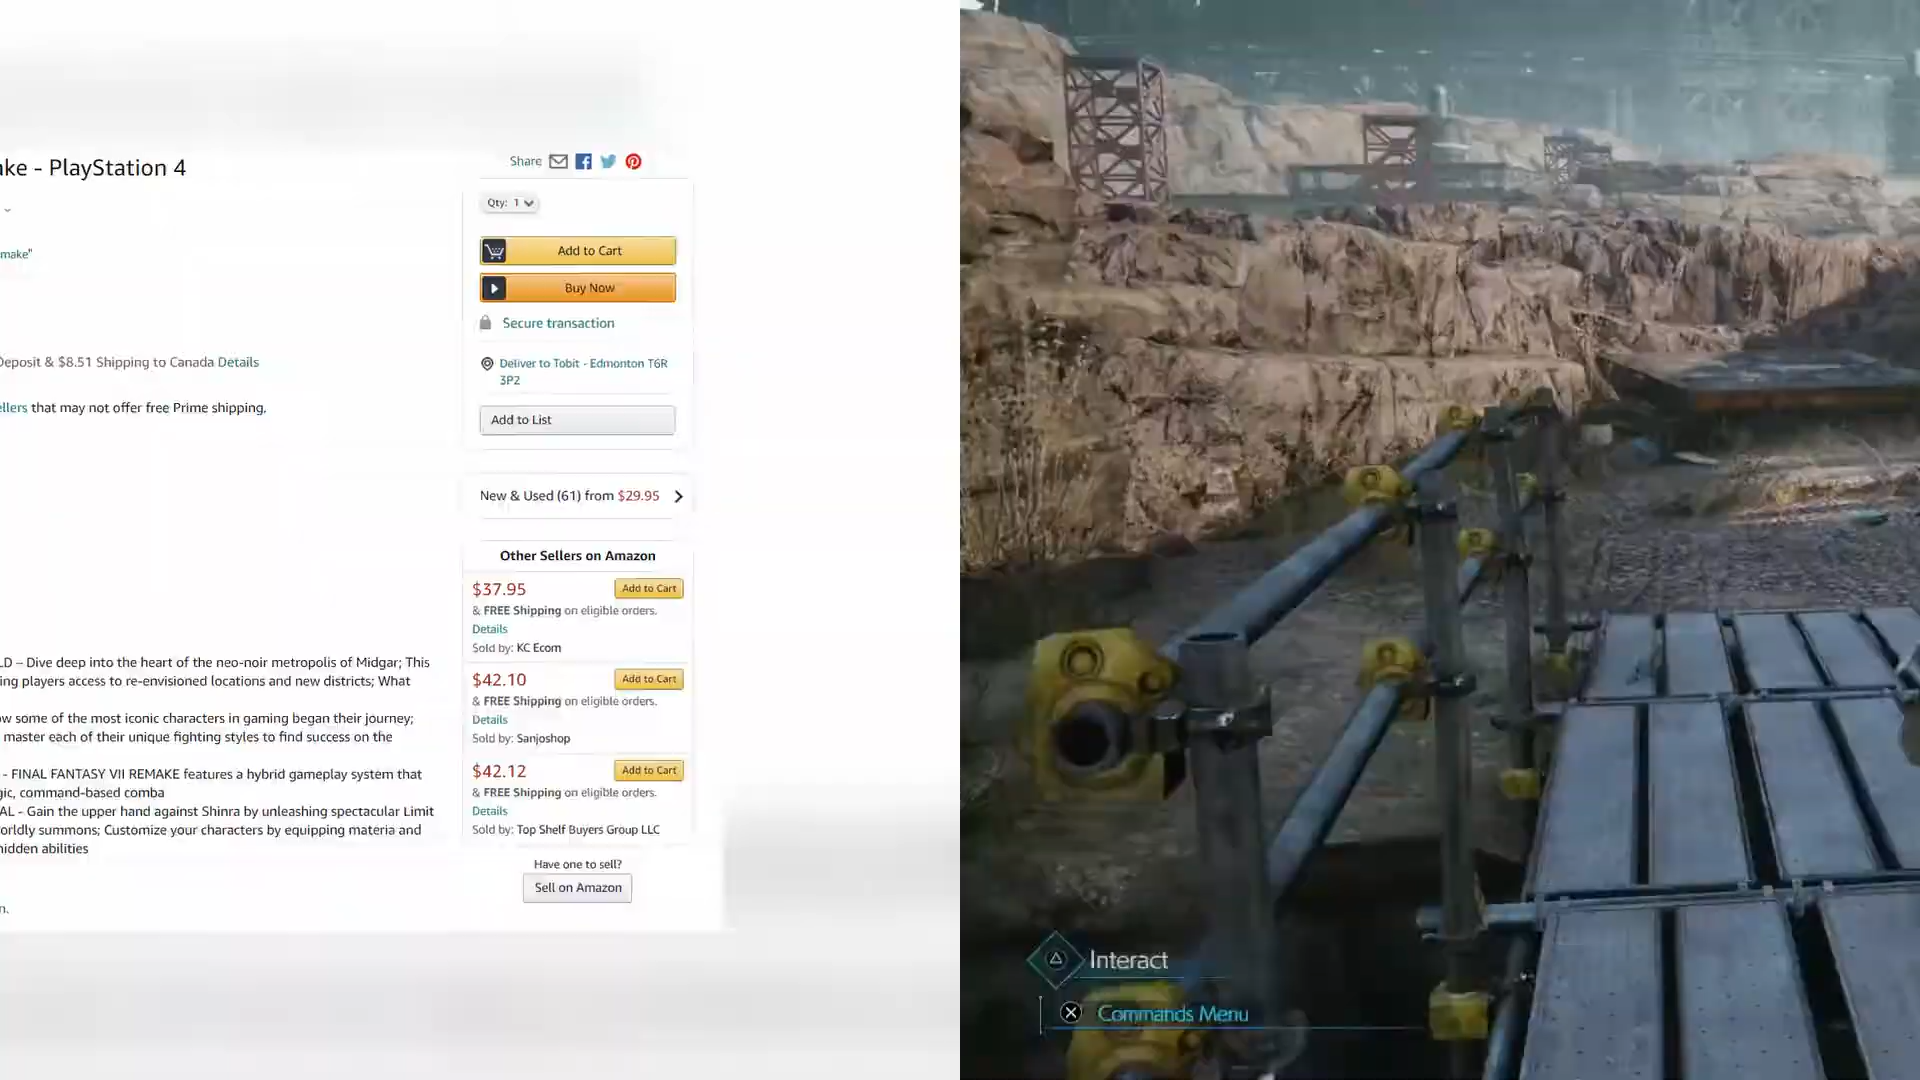 ake - PlayStation 4
make"
Deposit & $8.51 Shipping to Canada Details
ellers that may not offer free Prime shipping.
LD – Dive deep into the heart of the neo-noir metropolis of Midgar; This
ing players access to re-envisioned locations and new districts; What
ow some of the most iconic characters in gaming began their journey;
master each of their unique fighting styles to find success on the
- FINAL FANTASY VII REMAKE features a hybrid gameplay system that
gic, command-based comba
AL - Gain the upper hand against Shinra by unleashing spectacular Limit
orldly summons; Customize your characters by equipping materia and
hidden abilities
n.
Share
Qty: 1
Add to Cart
Buy Now
Secure transaction
Deliver to Tobit - Edmonton T6R
3P2
Add to List
New & Used (61) from $29.95
Other Sellers on Amazon
$37.95 Add to Cart
& FREE Shipping on eligible orders.
Details
Sold by: KC Ecom
$42.10 Add to Cart
& FREE Shipping on eligible orders.
Details
Sold by: Sanjoshop
$42.12 Add to Cart
& FREE Shipping on eligible orders.
Details
Sold by: Top Shelf Buyers Group LLC
Have one to sell?
Sell on Amazon
Interact
Commands Menu